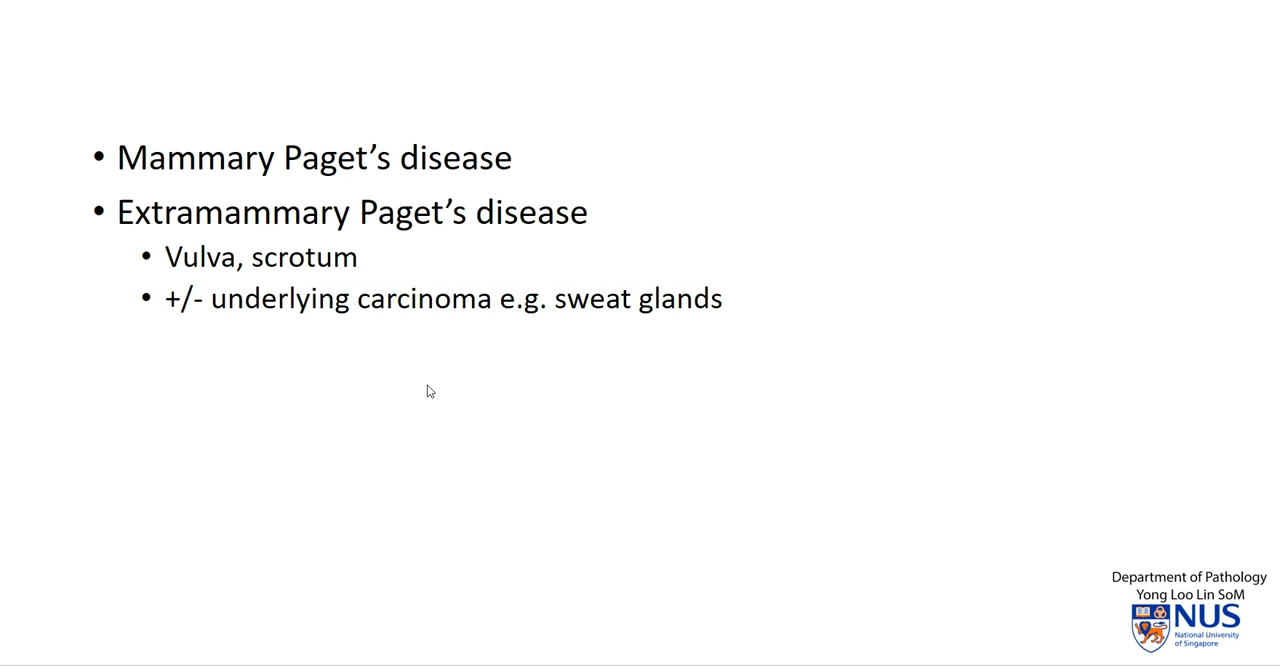 • Mammary Paget’s disease
• Extramammary Paget’s disease
• Vulva, scrotum
• +/- underlying carcinoma e.g. sweat glands
Department of Pathology
Yong Loo Lin SoM
NUS
National University
of Singapore